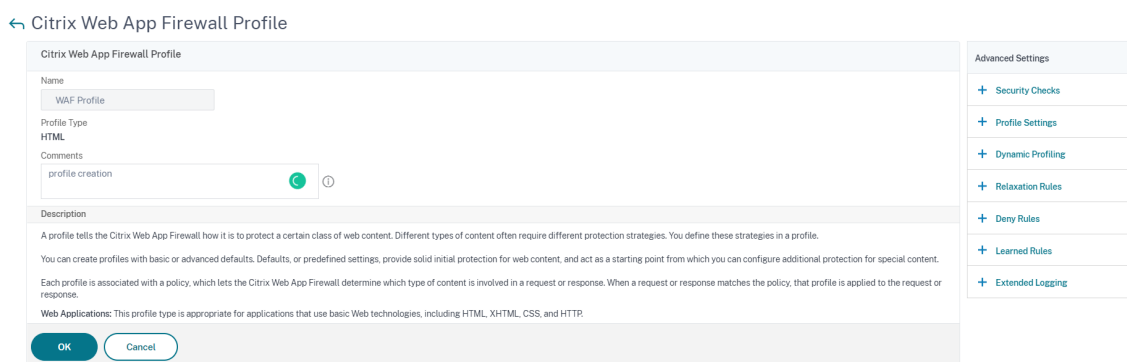 Citrix Web App Firewall Profile
Citrix Web App Firewall Profile
Name
WAF Profile
Profile Type
HTML
Comments
profile creation
Description
A profile tells the Citrix Web App Firewall how it is to protect a certain class of web content. Different types of content often require different protection strategies. You define these strategies in a profile.
You can create profiles with basic or advanced defaults. Defaults, or predefined settings, provide solid initial protection for web content, and act as a starting point from which you can configure additional protection for special content.
Each profile is associated with a policy, which lets the Citrix Web App Firewall determine which type of content is involved in a request or response. When a request or response matches the policy, that profile is applied to the request or
response.
Web Applications: This profile type is appropriate for applications that use basic Web technologies, including HTML, XHTML, CSS, and HTTP.
OK
Cancel
Advanced Settings
+ Security Checks
+ Profile Settings
+ Dynamic Profiling
+ Relaxation Rules
+ Deny Rules
+ Learned Rules
+ Extended Logging